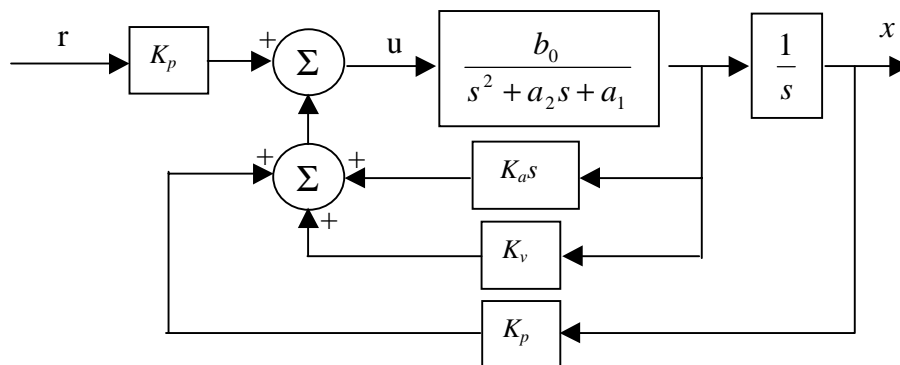 r
K_p
+
Σ
u
b_0
s^2 + a_2 s + a_1
1
s
x
+
Σ
+
K_a s
+
K_v
K_p